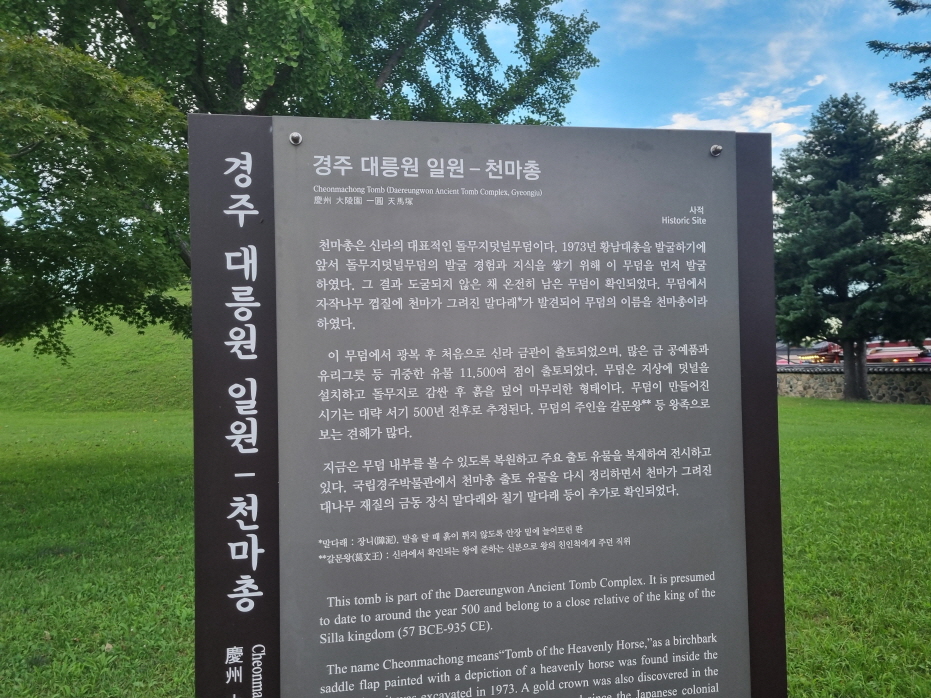 경주 대릉원 일원 – 천마총
慶州
Cheonma
경주 대릉원 일원 – 천마총
Cheonmachong Tomb (Daereungwon Ancient Tomb Complex, Gyeongju)
慶州 大陵園 一圓 天馬塚
사적
Historic Site
천마총은 신라의 대표적인 돌무지덧널무덤이다. 1973년 황남대총을 발굴하기에
앞서 돌무지덧널무덤의 발굴 경험과 지식을 쌓기 위해 이 무덤을 먼저 발굴
하였다. 그 결과 도굴되지 않은 채 온전히 남은 무덤이 확인되었다. 무덤에서
자작나무 껍질에 천마가 그려진 말다래*가 발견되어 무덤의 이름을 천마총이라
하였다.
이 무덤에서 광복 후 처음으로 신라 금관이 출토되었으며, 많은 금 공예품과
유리그릇 등 귀중한 유물 11,500여 점이 출토되었다. 무덤은 지상에 덧널을
설치하고 돌무지로 감싼 후 흙을 덮어 마무리한 형태이다. 무덤이 만들어진
시기는 대략 서기 500년 전후로 추정된다. 무덤의 주인을 갈문왕** 등 왕족으로
보는 견해가 많다.
지금은 무덤 내부를 볼 수 있도록 복원하고 주요 출토 유물을 복제하여 전시하고
있다. 국립경주박물관에서 천마총 출토 유물을 다시 정리하면서 천마가 그려진
대나무 재질의 금동 장식 말다래와 칠기 말다래 등이 추가로 확인되었다.
*말다래 : 장니(障泥), 말을 탈 때 흙이 튀지 않도록 안장 밑에 늘어뜨린 판
**갈문왕(葛文王) : 신라에서 확인되는 왕에 준하는 신분으로 왕의 친인척에게 주던 직위
This tomb is part of the Daereungwon Ancient Tomb Complex. It is presumed
to date to around the year 500 and belong to a close relative of the king of the
Silla kingdom (57 BCE-935 CE).
The name Cheonmachong means“Tomb of the Heavenly Horse,”as a birchbark
saddle flap painted with a depiction of a heavenly horse was found inside the
it was excavated in 1973. A gold crown was also discovered in the
since the Japanese colonial